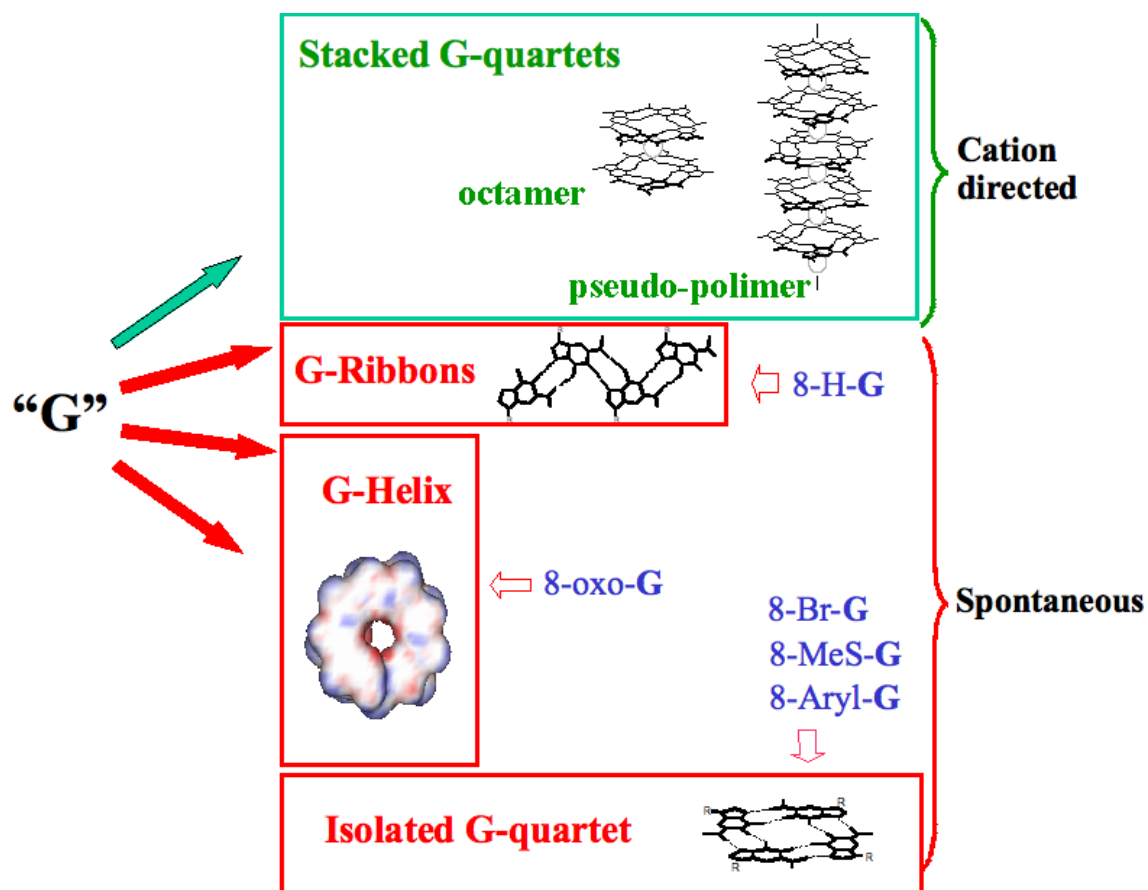 Stacked G-quartets
octamer
pseudo-polimer
Cation
directed
“G”
G-Ribbons
R
R
R
R
8-H-G
G-Helix
8-oxo-G
8-Br-G
8-MeS-G
8-Aryl-G
Spontaneous
Isolated G-quartet
R
R
R
R